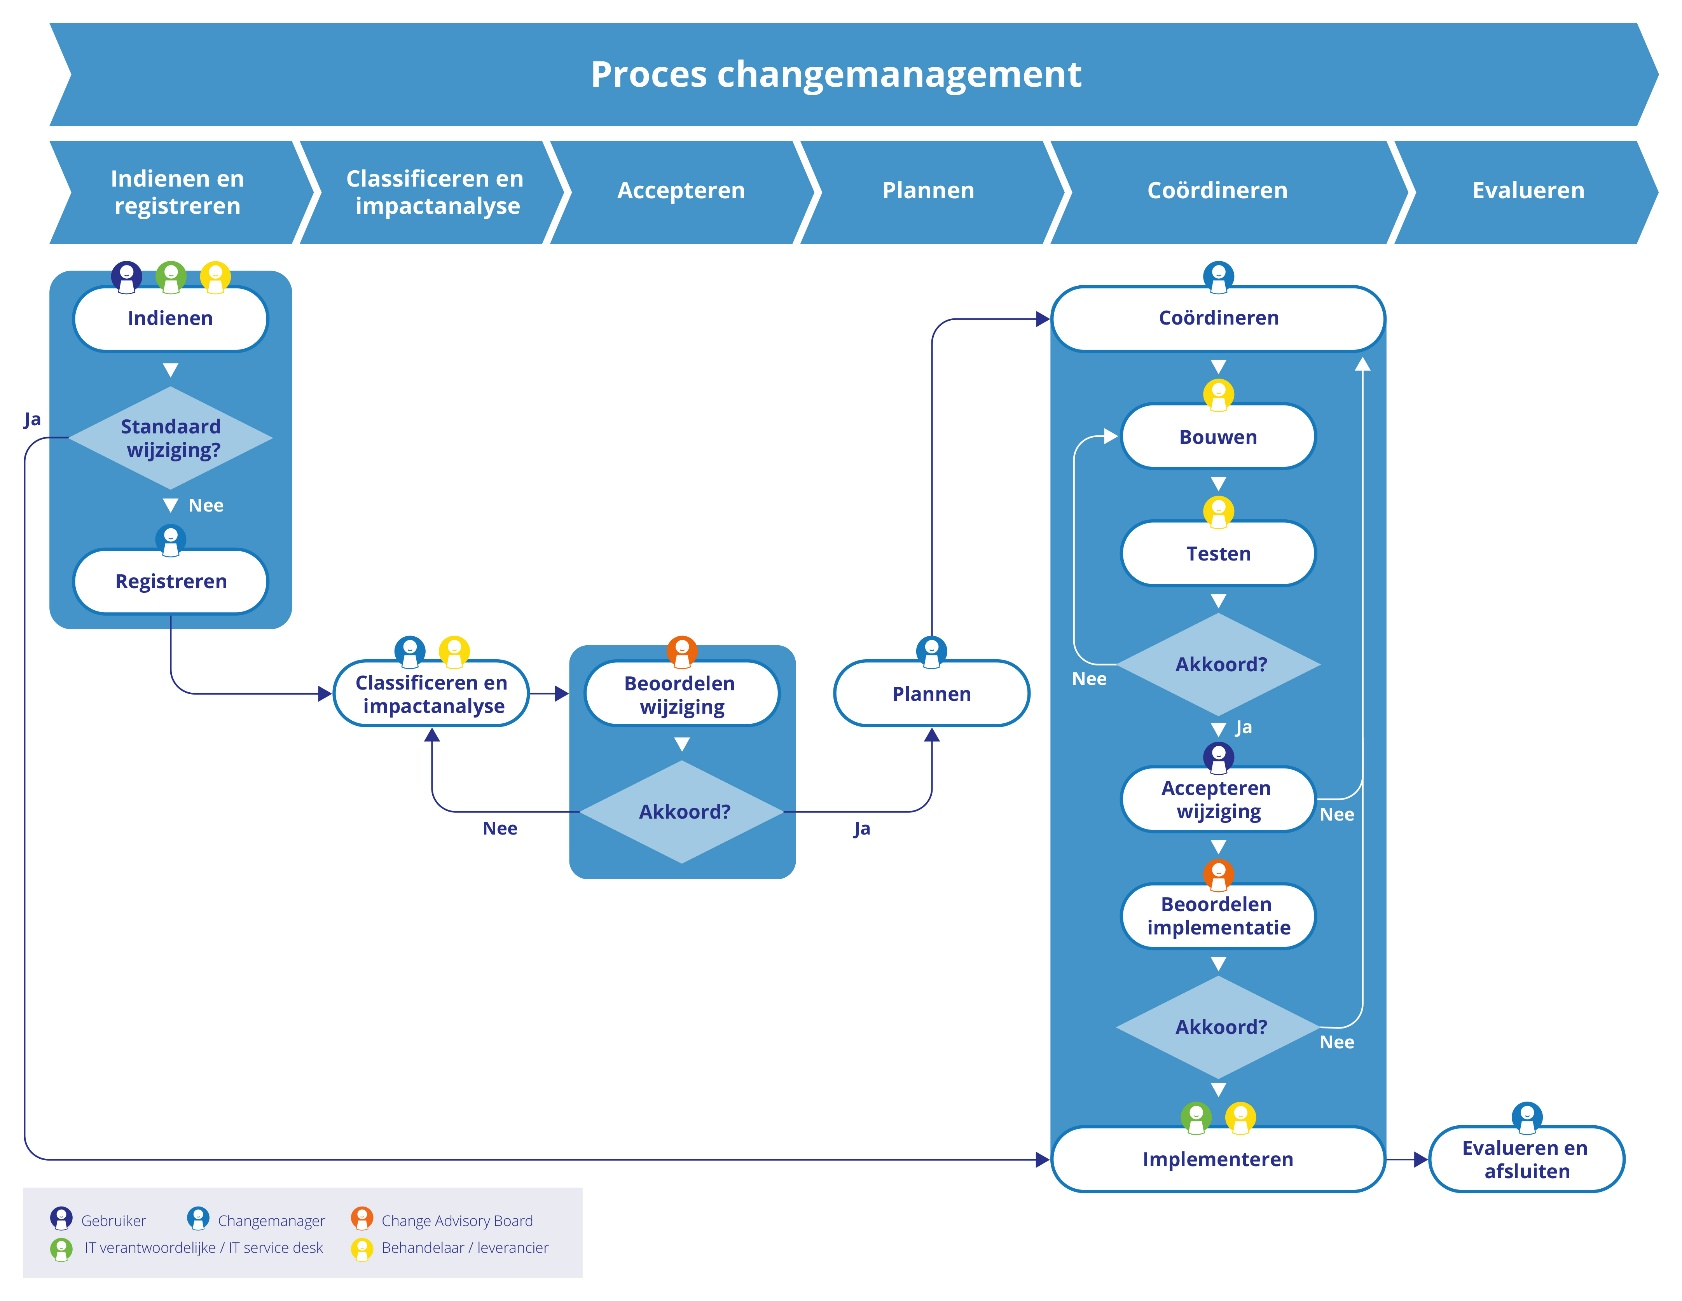 Proces changemanagement
Indienen en
registreren
Classificeren en
impactanalyse
Accepteren
Plannen
Coördineren
Evalueren
Indienen
Ja
Standaard
wijziging?
Nee
Registreren
Classificeren en
impactanalyse
Beoordelen
wijziging
Akkoord?
Nee
Ja
Plannen
Coördineren
Bouwen
Testen
Akkoord?
Nee
Ja
Accepteren
wijziging
Nee
Beoordelen
implementatie
Akkoord?
Nee
Implementeren
Evalueren en
afsluiten
Gebruiker
Changemanager
Change Advisory Board
IT verantwoordelijke / IT service desk
Behandelaar / leverancier